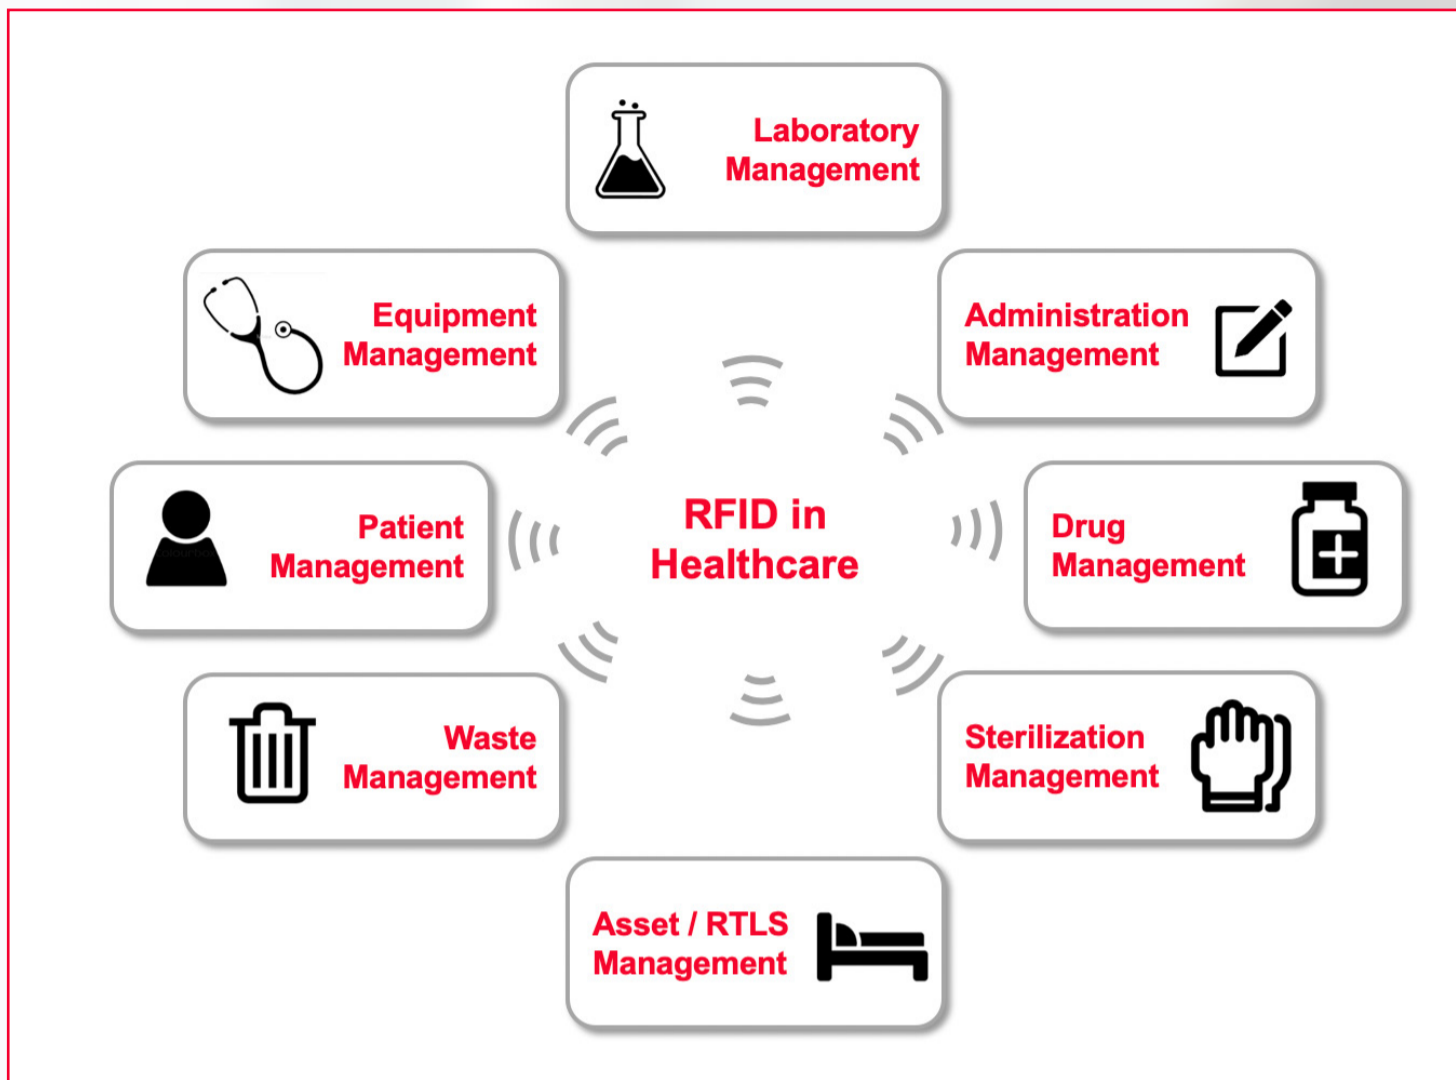 Laboratory
Management
Equipment
Management
Administration
Management
RFID in
Healthcare
Patient
Management
Drug
Management
Waste
Management
Sterilization
Management
Asset / RTLS
Management